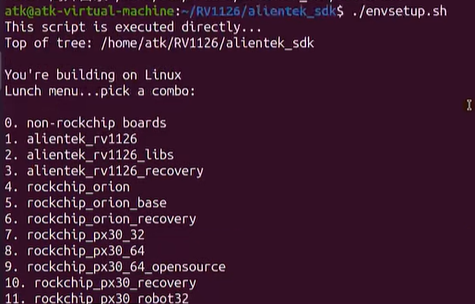 atk@atk-virtual-machine:~/RV1126/alientek_sdk$ ./envsetup.sh
This script is executed directly...
Top of tree: /home/atk/RV1126/alientek_sdk
You're building on Linux
Lunch menu...pick a combo:
0. non-rockchip boards
1. alientek_rv1126
2. alientek_rv1126_libs
3. alientek_rv1126_recovery
4. rockchip_orion
5. rockchip_orion_base
6. rockchip_orion_recovery
7. rockchip_px30_32
8. rockchip_px30_64
9. rockchip_px30_64_opensource
10. rockchip_px30_recovery
11. rockchip_px30_robot32